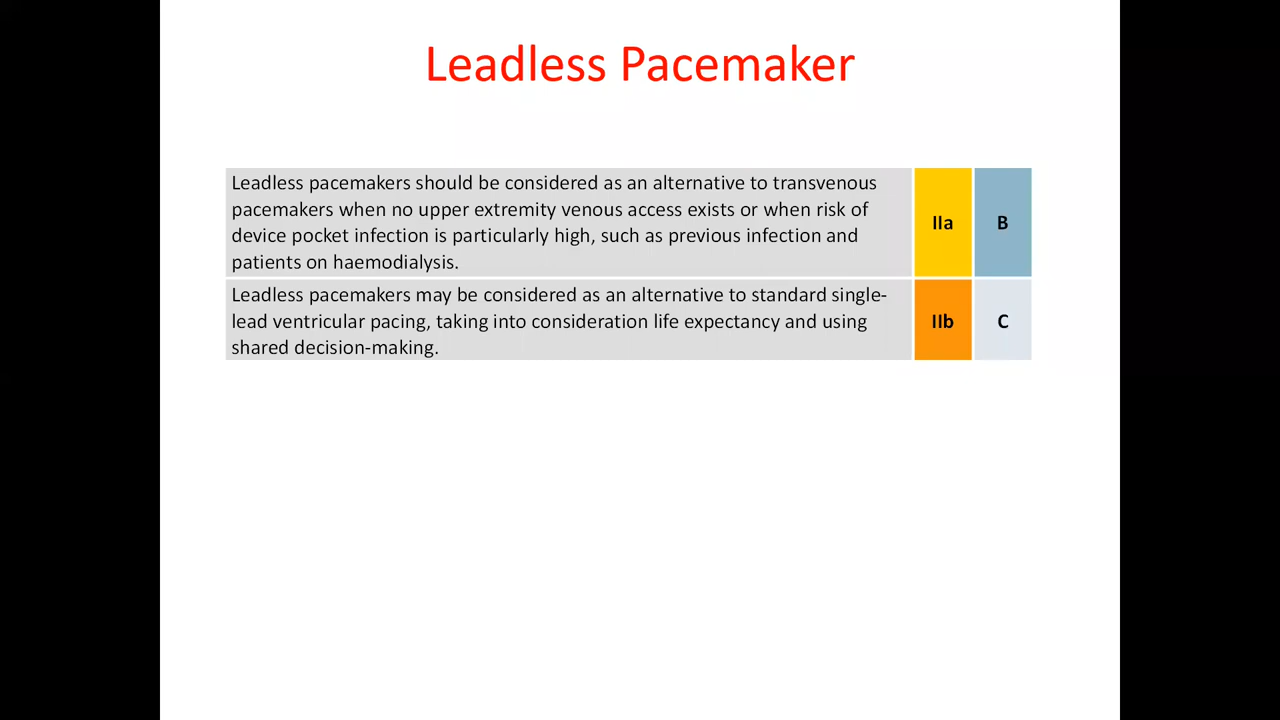 Leadless Pacemaker
Leadless pacemakers should be considered as an alternative to transvenous
pacemakers when no upper extremity venous access exists or when risk of
device pocket infection is particularly high, such as previous infection and
patients on haemodialysis.
IIa
B
Leadless pacemakers may be considered as an alternative to standard single-
lead ventricular pacing, taking into consideration life expectancy and using
shared decision-making.
IIb
C